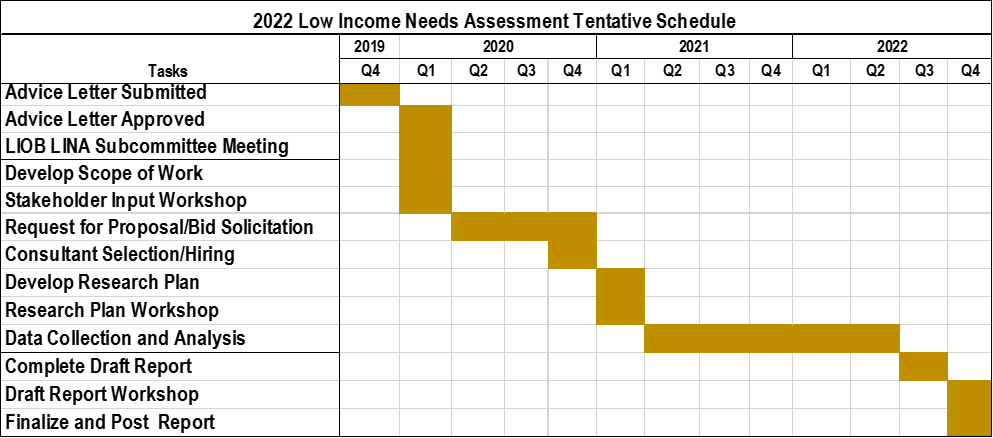 2022 Low Income Needs Assessment Tentative Schedule
2019 2020 2021 2022
Tasks Q4 Q1 Q2 Q3 Q4 Q1 Q2 Q3 Q4 Q1 Q2 Q3 Q4
Advice Letter Submitted
Advice Letter Approved
LIOB LINA Subcommittee Meeting
Develop Scope of Work
Stakeholder Input Workshop
Request for Proposal/Bid Solicitation
Consultant Selection/Hiring
Develop Research Plan
Research Plan Workshop
Data Collection and Analysis
Complete Draft Report
Draft Report Workshop
Finalize and Post Report